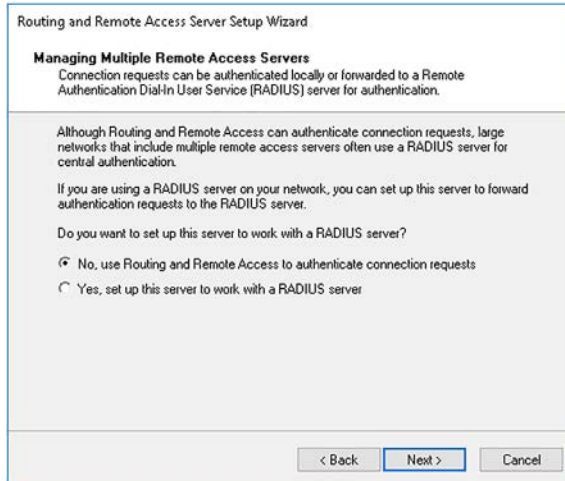 Routing and Remote Access Server Setup Wizard
Managing Multiple Remote Access Servers
Connection requests can be authenticated locally or forwarded to a Remote
Authentication Dial-In User Service (RADIUS) server for authentication.
Although Routing and Remote Access can authenticate connection requests, large
networks that include multiple remote access servers often use a RADIUS server for
central authentication.
If you are using a RADIUS server on your network, you can set up this server to forward
authentication requests to the RADIUS server.
Do you want to set up this server to work with a RADIUS server?
No, use Routing and Remote Access to authenticate connection requests
Yes, set up this server to work with a RADIUS server
< Back Next > Cancel